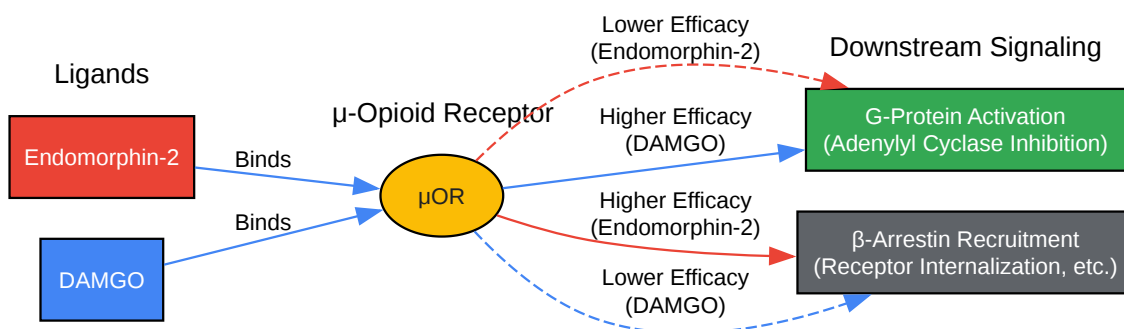 Ligands
Endomorphin-2
DAMGO
Binds
Binds
μ-Opioid Receptor
μOR
Lower Efficacy
(Endomorphin-2)
Higher Efficacy
(DAMGO)
Higher Efficacy
(Endomorphin-2)
Lower Efficacy
(DAMGO)
Downstream Signaling
G-Protein Activation
(Adenylyl Cyclase Inhibition)
β-Arrestin Recruitment
(Receptor Internalization, etc.)